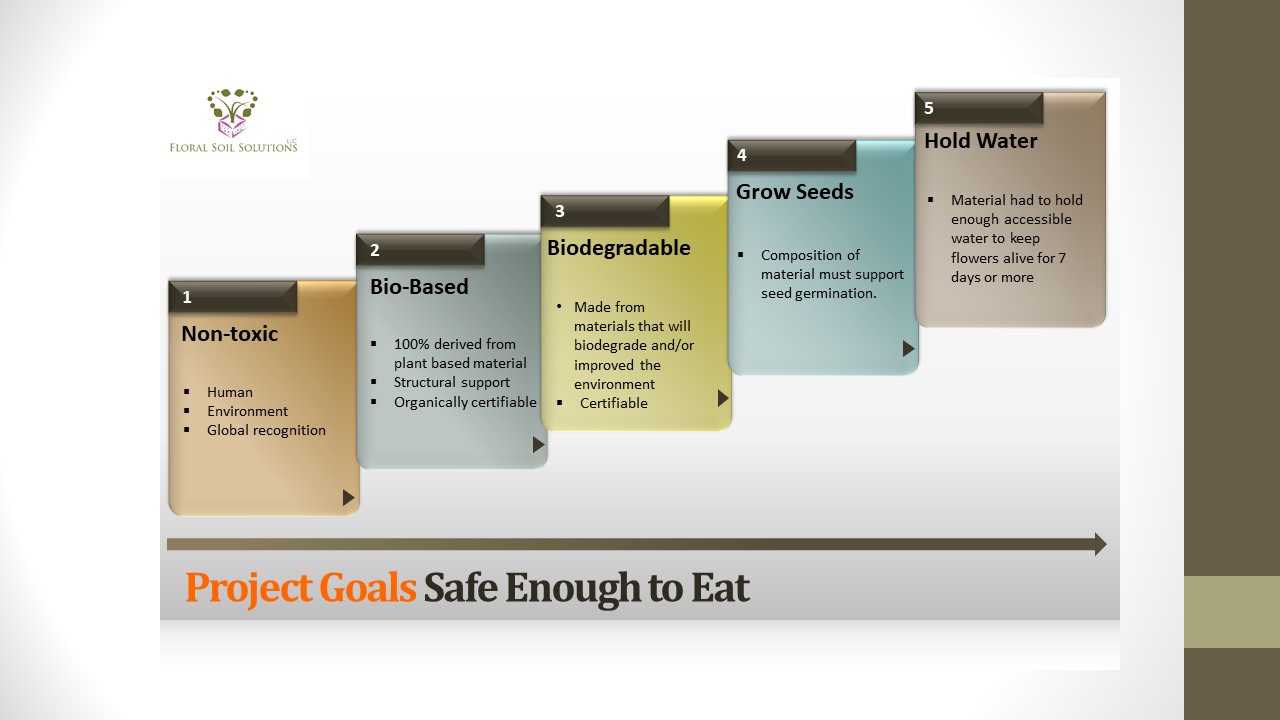 FLORAL SOIL SOLUTIONS
LLC
1
Non-toxic
▪ Human
▪ Environment
▪ Global recognition
2
Bio-Based
▪ 100% derived from
plant based material
▪ Structural support
▪ Organically certifiable
3
Biodegradable
• Made from
materials that will
biodegrade and/or
improved the
environment
▪ Certifiable
4
Grow Seeds
▪ Composition of
material must support
seed germination.
5
Hold Water
▪ Material had to hold
enough accessible
water to keep
flowers alive for 7
days or more
Project Goals Safe Enough to Eat